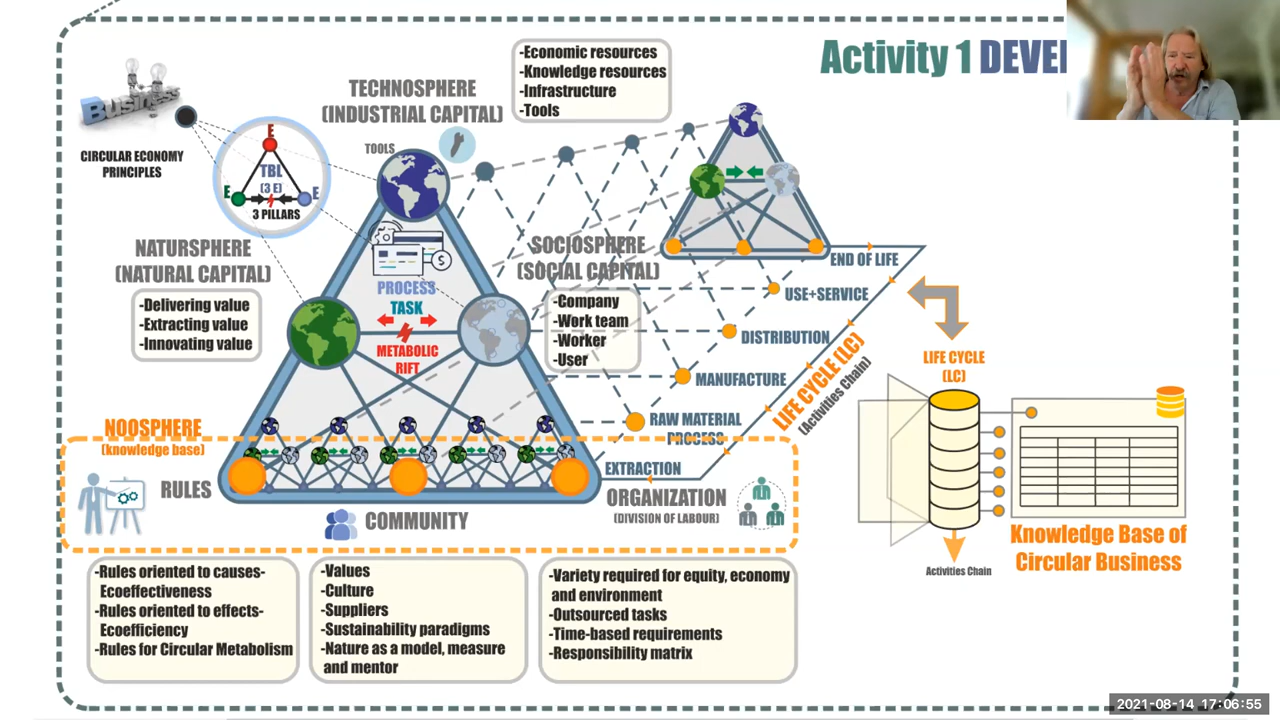 Activity 1 DEVEL
-Economic resources
-Knowledge resources
-Infrastructure
-Tools
TECHNOSPHERE
(INDUSTRIAL CAPITAL)
TOOLS
Business
CIRCULAR ECONOMY
PRINCIPLES
E
TBL
(3 E)
E
E
3 PILLARS
NATURSPHERE
(NATURAL CAPITAL)
-Delivering value
-Extracting value
-Innovating value
PROCESS
TASK
METABOLIC
RIFT
SOCIOSPHERE
(SOCIAL CAPITAL)
-Company
-Work team
-Worker
-User
END OF LIFE
USE+SERVICE
DISTRIBUTION
MANUFACTURE
RAW MATERIAL
PROCESS
EXTRACTION
LIFE CYCLE (LC)
(Activities Chain)
LIFE CYCLE
(LC)
Activities Chain
Knowledge Base of
Circular Business
NOOSPHERE
(knowledge base)
RULES
COMMUNITY
ORGANIZATION
(DIVISION OF LABOUR)
-Rules oriented to causes-
Ecoeffectiveness
-Rules oriented to effects-
Ecoefficiency
-Rules for Circular Metabolism
-Values
-Culture
-Suppliers
-Sustainability paradigms
-Nature as a model, measure
and mentor
-Variety required for equity, economy
and environment
-Outsourced tasks
-Time-based requirements
-Responsibility matrix
2021-08-14 17:06:55